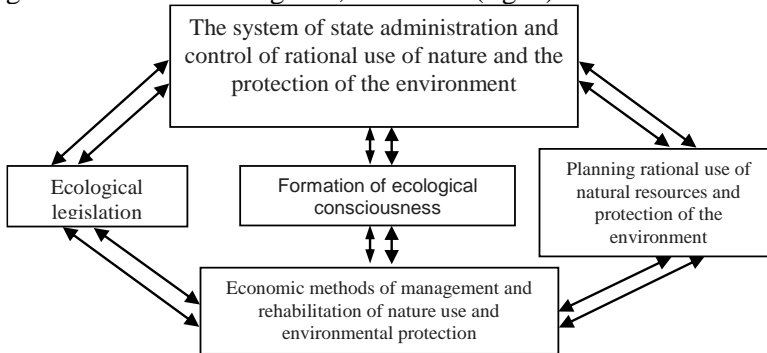 The system of state administration and
control of rational use of nature and the
protection of the environment
Ecological
legislation
Formation of ecological
consciousness
Planning rational use of
natural resources and
protection of the
environment
Economic methods of management and
rehabilitation of nature use and
environmental protection